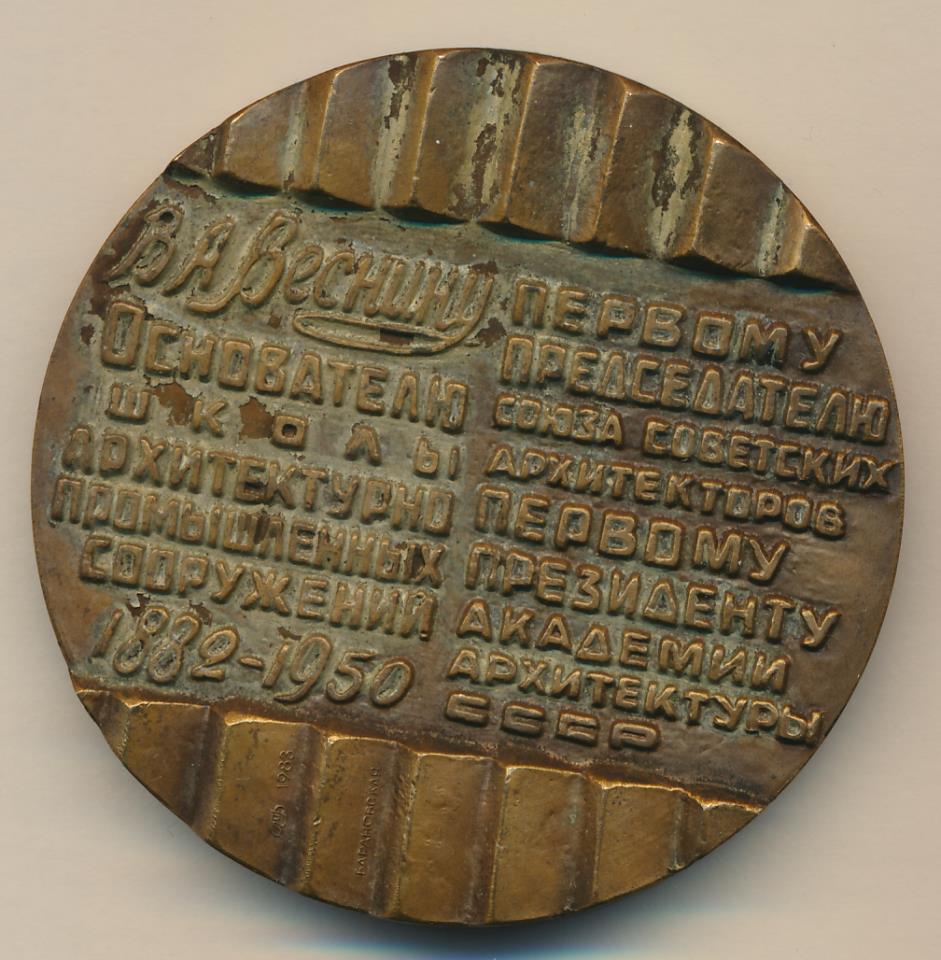 В А Веснину
Основателю
школы
архитектурно
промышленных
сооружений
1882-1950
Первому
председателю
союза советских
архитекторов
Первому
президенту
академии
архитектуры
СССР
1983
БАРАНОВСКАЯ